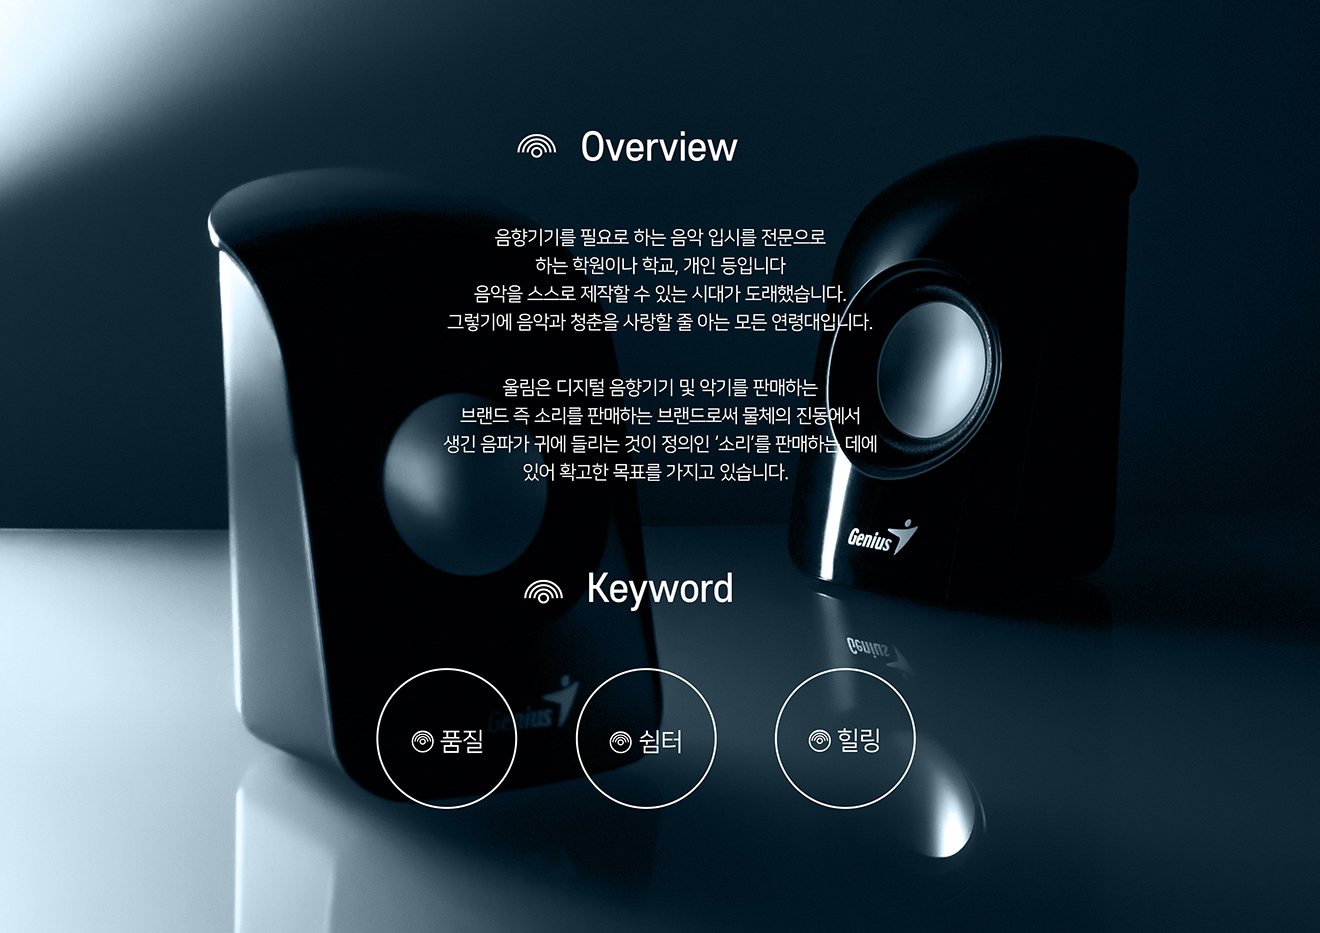 Overview
음향기기를 필요로 하는 음악 입시를 전문으로
하는 학원이나 학교, 개인 등입니다
음악을 스스로 제작할 수 있는 시대가 도래했습니다.
그렇기에 음악과 청춘을 사랑할 줄 아는 모든 연령대입니다.
울림은 디지털 음향기기 및 악기를 판매하는
브랜드 즉 소리를 판매하는 브랜드로써 물체의 진동에서
생긴 음파가 귀에 들리는 것이 정의인 ‘소리’를 판매하는 데에
있어 확고한 목표를 가지고 있습니다.
Genius
Keyword
Genius
Genius
품질
쉼터
힐링